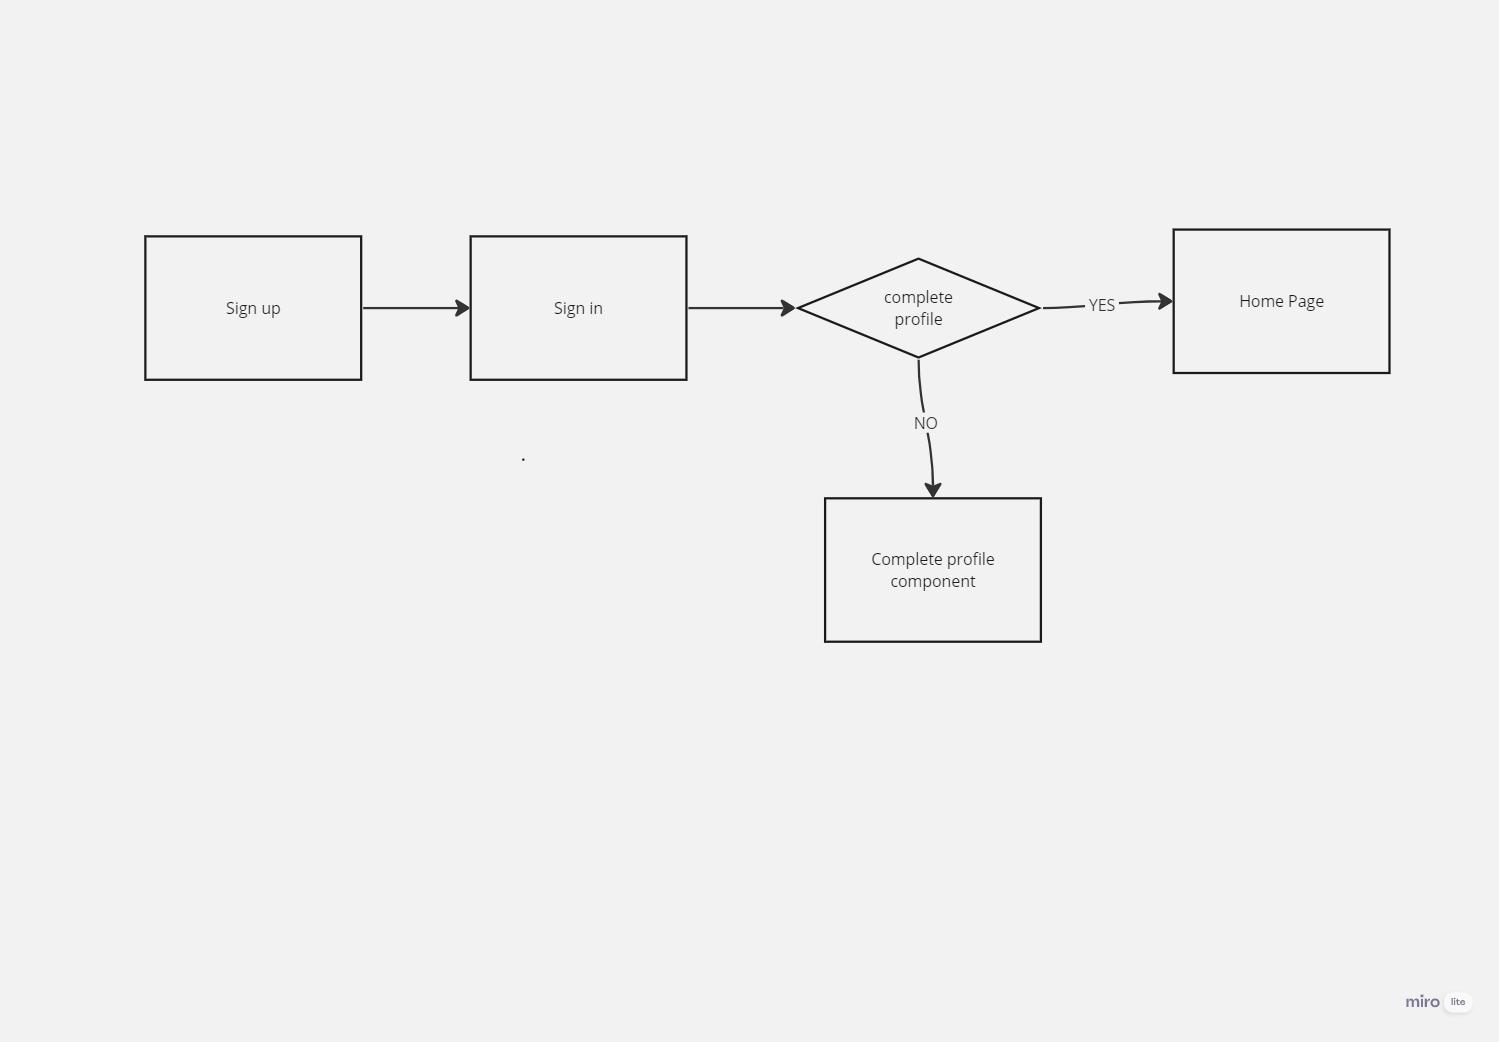 Sign up
Sign in
complete
profile
YES
Home Page
NO
Complete profile
component
miro lite